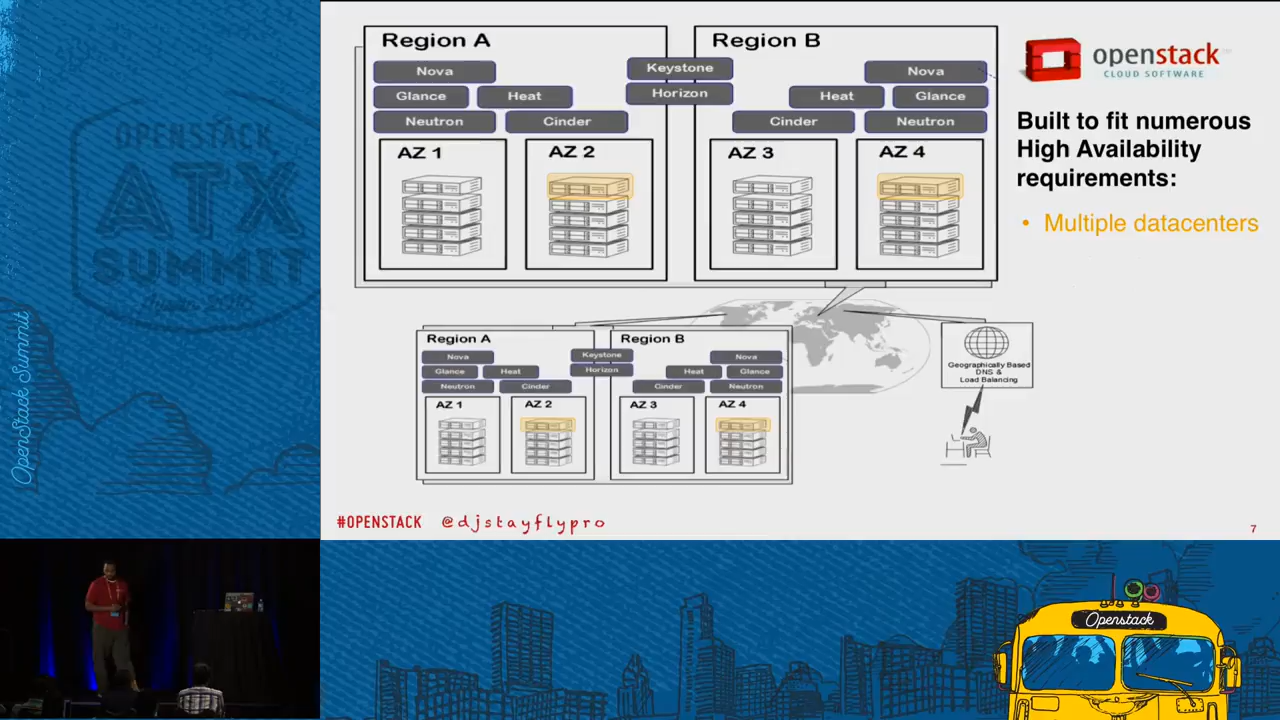 OPENSTACK
ATX
SUMMIT
OpenStack Summit
Region A
Nova
Glance
Heat
Neutron
Cinder
AZ 1
AZ 2
Keystone
Horizon
Region B
Nova
Heat
Glance
Cinder
Neutron
AZ 3
AZ 4
openstack
CLOUD SOFTWARE
Built to fit numerous
High Availability
requirements:
• Multiple datacenters
Region A
Nova
Glance
Heat
Neutron
Cinder
AZ 1
AZ 2
Keystone
Horizon
Region B
Nova
Heat
Glance
Cinder
Neutron
AZ 3
AZ 4
Geographically Based
DNS &
Load Balancing
#OPENSTACK @djstayflypro
7
Openstack